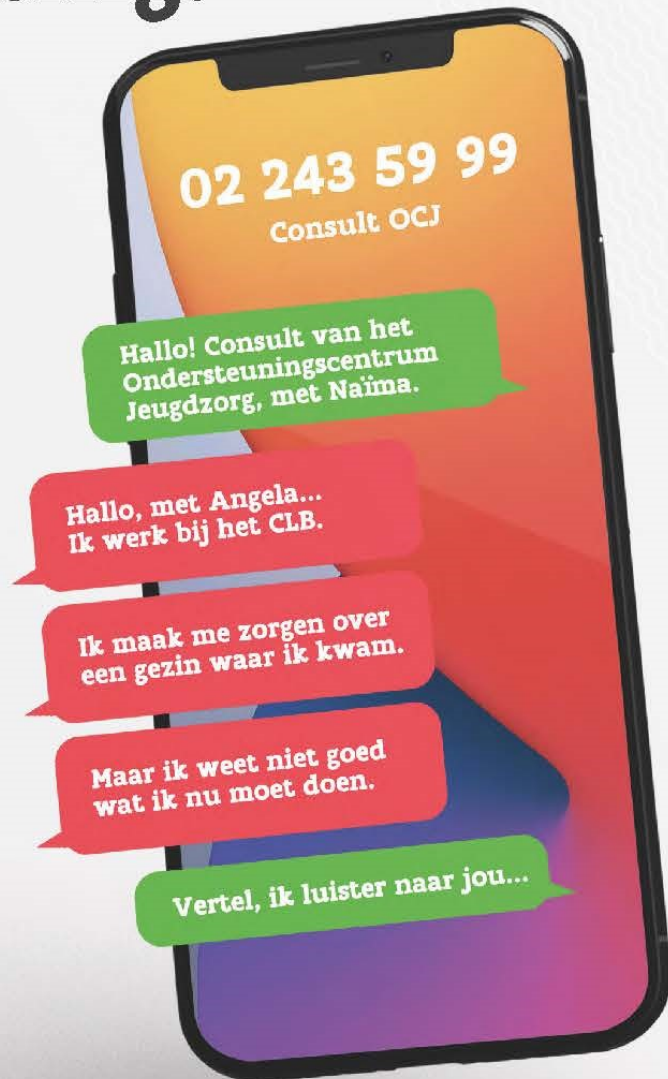 02 243 59 99
Consult OCJ
Hallo! Consult van het
Ondersteuningscentrum
Jeugdzorg, met Naïma.
Hallo, met Angela...
Ik werk bij het CLB.
Ik maak me zorgen over
een gezin waar ik kwam.
Maar ik weet niet goed
wat ik nu moet doen.
Vertel, ik luister naar jou...